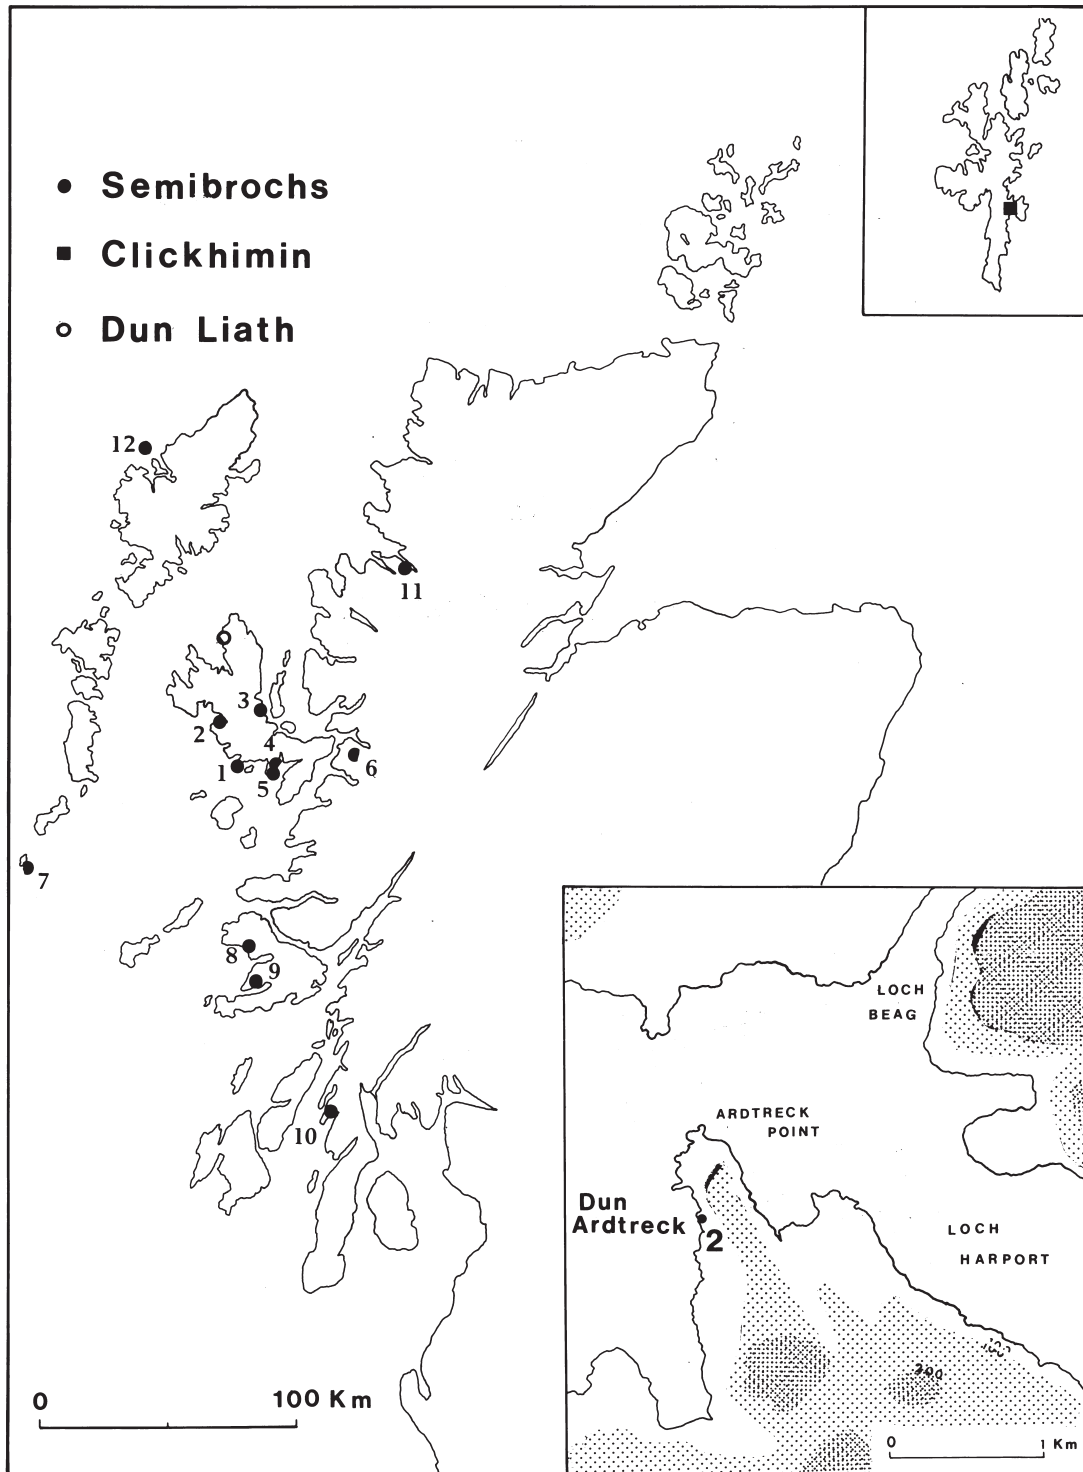 Semibrochs
Clickhimin
Dun Liath
12
11
3
2
4
1
5
6
7
8
9
10
0 100 Km
LOCH
BEAG
ARDTRECK
POINT
Dun
Ardtreck
2
LOCH
HARPORT
100
200
0 1 Km